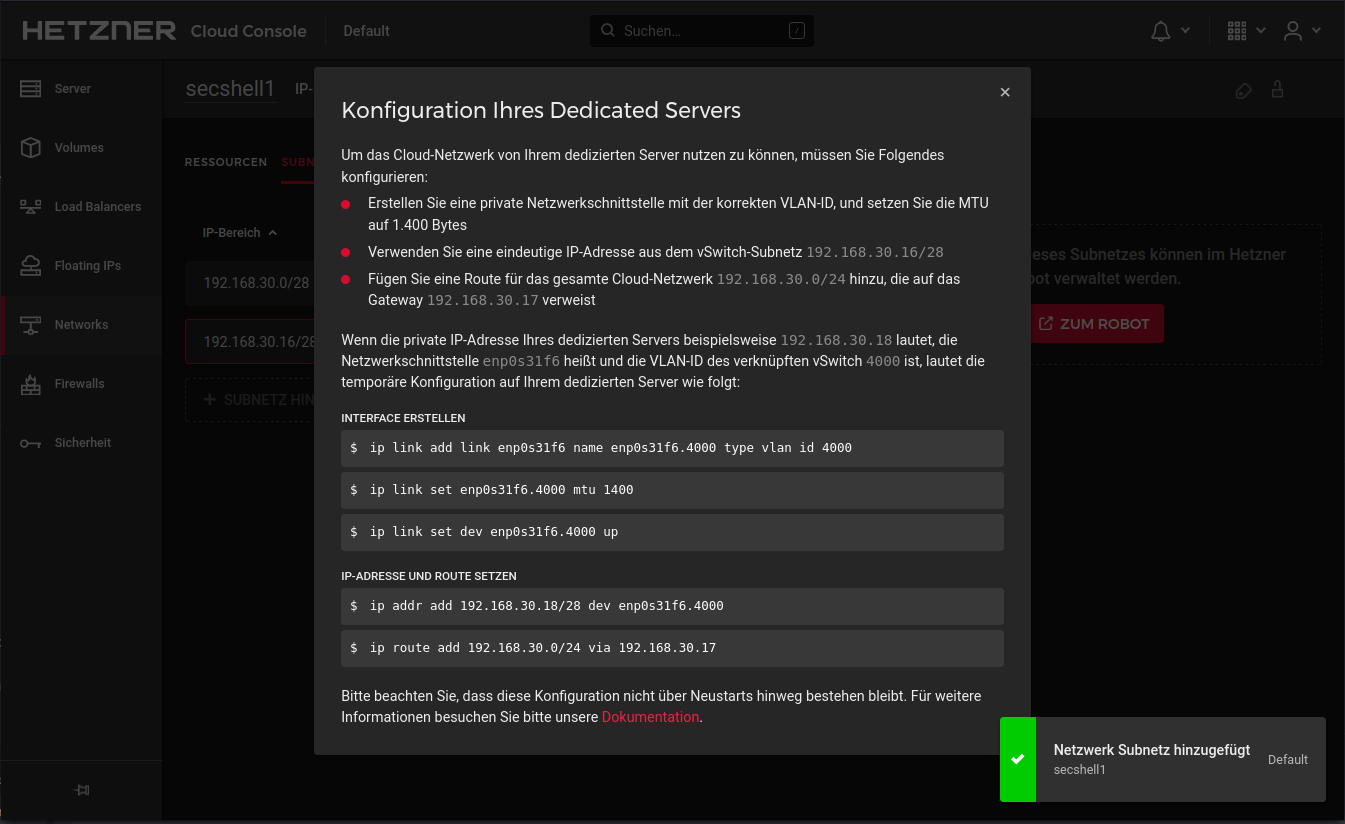 HETZNER Cloud Console Default Suchen... / 
Server
Volumes
Load Balancers
Floating IPs
Networks
Firewalls
Sicherheit
secshell1 IP-
RESSOURCEN SUBN
IP-Bereich
192.168.30.0/28
192.168.30.16/28
+ SUBNETZ HIN
Konfiguration Ihres Dedicated Servers
Um das Cloud-Netzwerk von Ihrem dedizierten Server nutzen zu können, müssen Sie Folgendes
konfigurieren:
Erstellen Sie eine private Netzwerkschnittstelle mit der korrekten VLAN-ID, und setzen Sie die MTU
auf 1.400 Bytes
Verwenden Sie eine eindeutige IP-Adresse aus dem vSwitch-Subnetz 192.168.30.16/28
Fügen Sie eine Route für das gesamte Cloud-Netzwerk 192.168.30.0/24 hinzu, die auf das
Gateway 192.168.30.17 verweist
Wenn die private IP-Adresse Ihres dedizierten Servers beispielsweise 192.168.30.18 lautet, die
Netzwerkschnittstelle enp0s31f6 heißt und die VLAN-ID des verknüpften vSwitch 4000 ist, lautet die
temporäre Konfiguration auf Ihrem dedizierten Server wie folgt:
INTERFACE ERSTELLEN
$ ip link add link enp0s31f6 name enp0s31f6.4000 type vlan id 4000
$ ip link set enp0s31f6.4000 mtu 1400
$ ip link set dev enp0s31f6.4000 up
IP-ADRESSE UND ROUTE SETZEN
$ ip addr add 192.168.30.18/28 dev enp0s31f6.4000
$ ip route add 192.168.30.0/24 via 192.168.30.17
Bitte beachten Sie, dass diese Konfiguration nicht über Neustarts hinweg bestehen bleibt. Für weitere
Informationen besuchen Sie bitte unsere Dokumentation.
ieses Subnetzes können im Hetzner
bot verwaltet werden.
ZUM ROBOT
Netzwerk Subnetz hinzugefügt
secshell1
Default